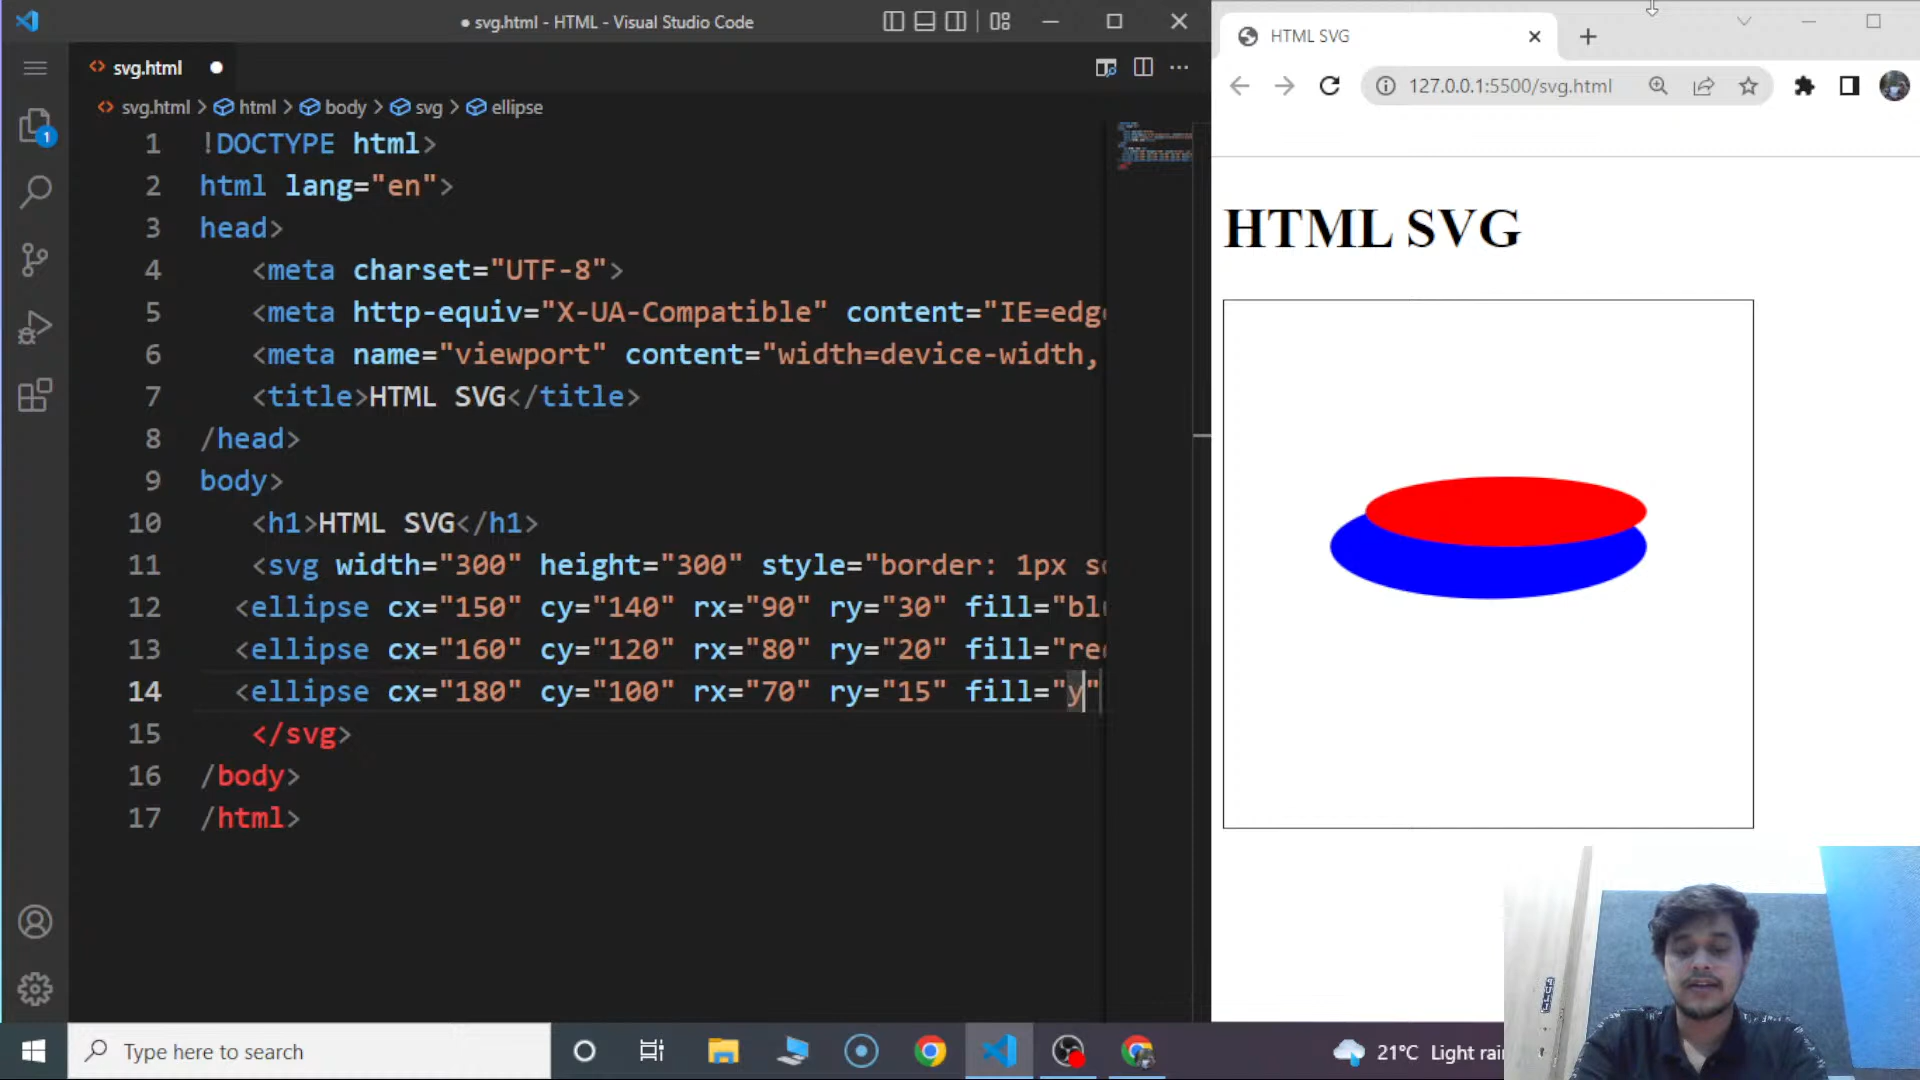 svg.html - HTML - Visual Studio Code
svg.html
svg.html > html > body > svg > ellipse
1
1 !DOCTYPE html>
2 html lang="en">
3 head>
4 <meta charset="UTF-8">
5 <meta http-equiv="X-UA-Compatible" content="IE=edg
6 <meta name="viewport" content="width=device-width,
7 <title>HTML SVG</title>
8 /head>
9 body>
10 <h1>HTML SVG</h1>
11 <svg width="300" height="300" style="border: 1px so
12 <ellipse cx="150" cy="140" rx="90" ry="30" fill="blu
13 <ellipse cx="160" cy="120" rx="80" ry="20" fill="re
14 <ellipse cx="180" cy="100" rx="70" ry="15" fill="y"
15 </svg>
16 /body>
17 /html>
HTML SVG
127.0.0.1:5500/svg.html
HTML SVG
Type here to search
21°C Light rai